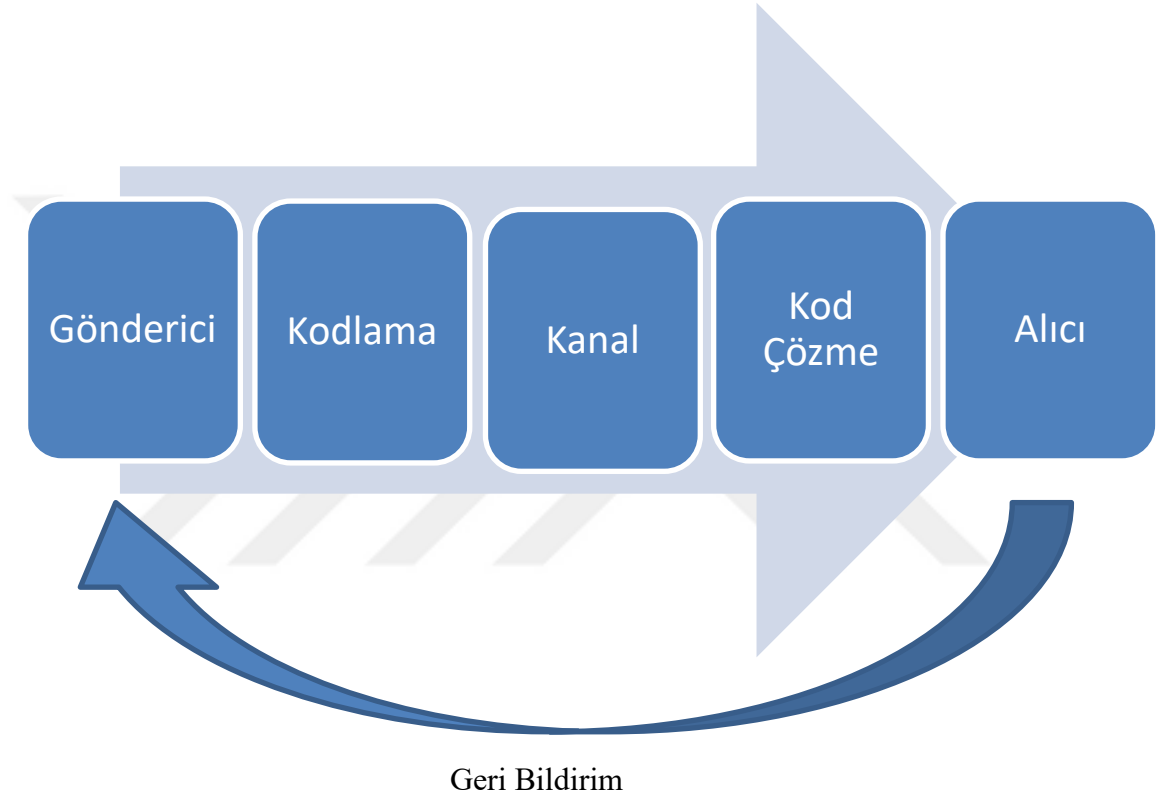 Gönderici
Kodlama
Kanal
Kod
Çözme
Alıcı
Geri Bildirim